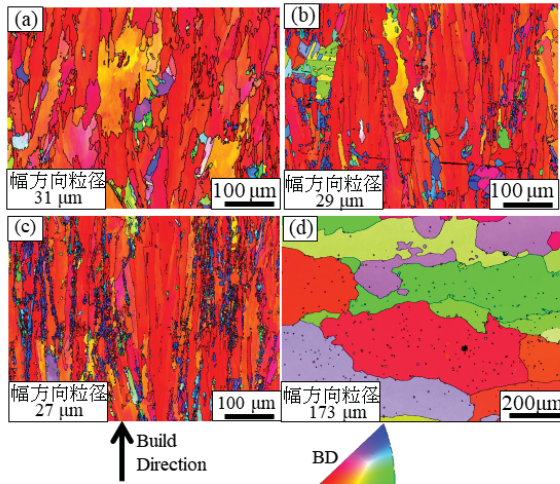 (a)
幅方向粒径
31 μm
100 μm
(b)
幅方向粒径
29 μm
100 μm
(c)
幅方向粒径
27 μm
100 μm
(d)
幅方向粒径
173 μm
200μm
Build
Direction
BD